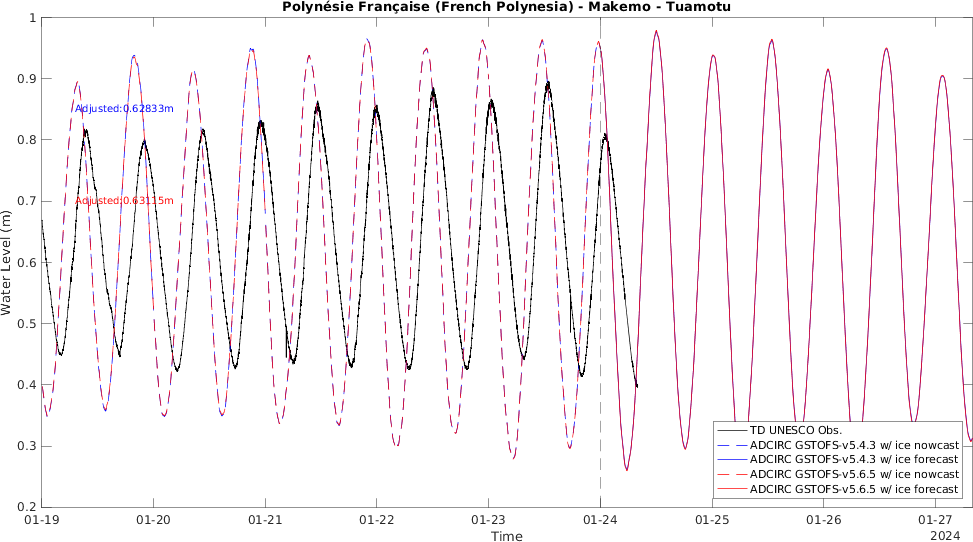 Polynésie Française (French Polynesia) - Makemo - Tuamotu
1
0.9
0.8
0.7
0.6
0.5
0.4
0.3
0.2
Water Level (m)
Adjusted:0.62833m
Adjusted:0.63115m
TD UNESCO Obs.
ADCIRC GSTOFS-v5.4.3 w/ ice nowcast
ADCIRC GSTOFS-v5.4.3 w/ ice forecast
ADCIRC GSTOFS-v5.6.5 w/ ice nowcast
ADCIRC GSTOFS-v5.6.5 w/ ice forecast
01-19 01-20 01-21 01-22 01-23 01-24 01-25 01-26 01-27
Time
2024